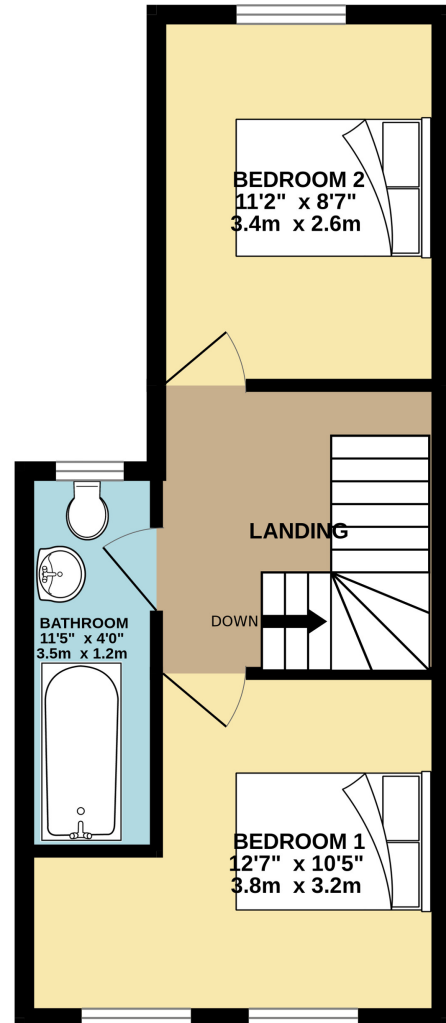 BEDROOM 2
11'2" x 8'7"
3.4m x 2.6m
LANDING
DOWN
BATHROOM
11'5" x 4'0"
3.5m x 1.2m
BEDROOM 1
12'7" x 10'5"
3.8m x 3.2m